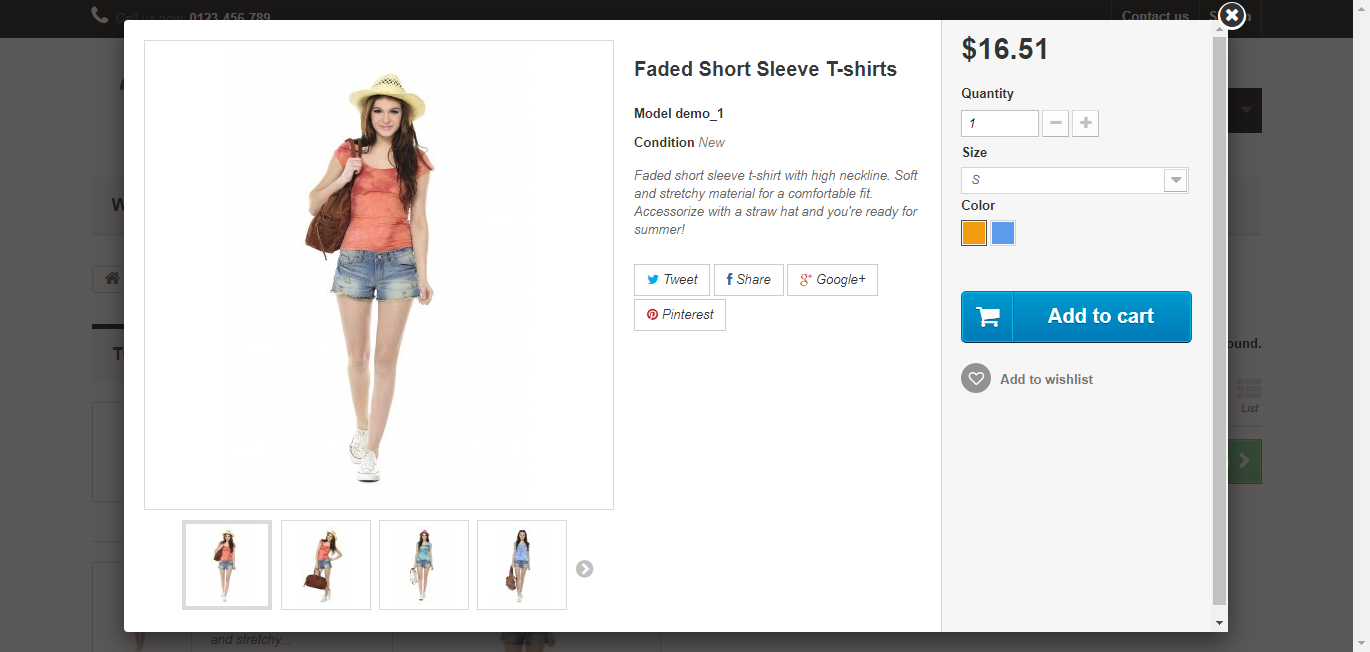 Call us now: 0123-456-789
Contact us
Faded Short Sleeve T-shirts
Model demo_1
Condition New
Faded short sleeve t-shirt with high neckline. Soft
and stretchy material for a comfortable fit.
Accessorize with a straw hat and you're ready for
summer!
Tweet
Share
Google+
Pinterest
$16.51
Quantity
1
Size
S
Color
Add to cart
Add to wishlist
List
and stretchy...